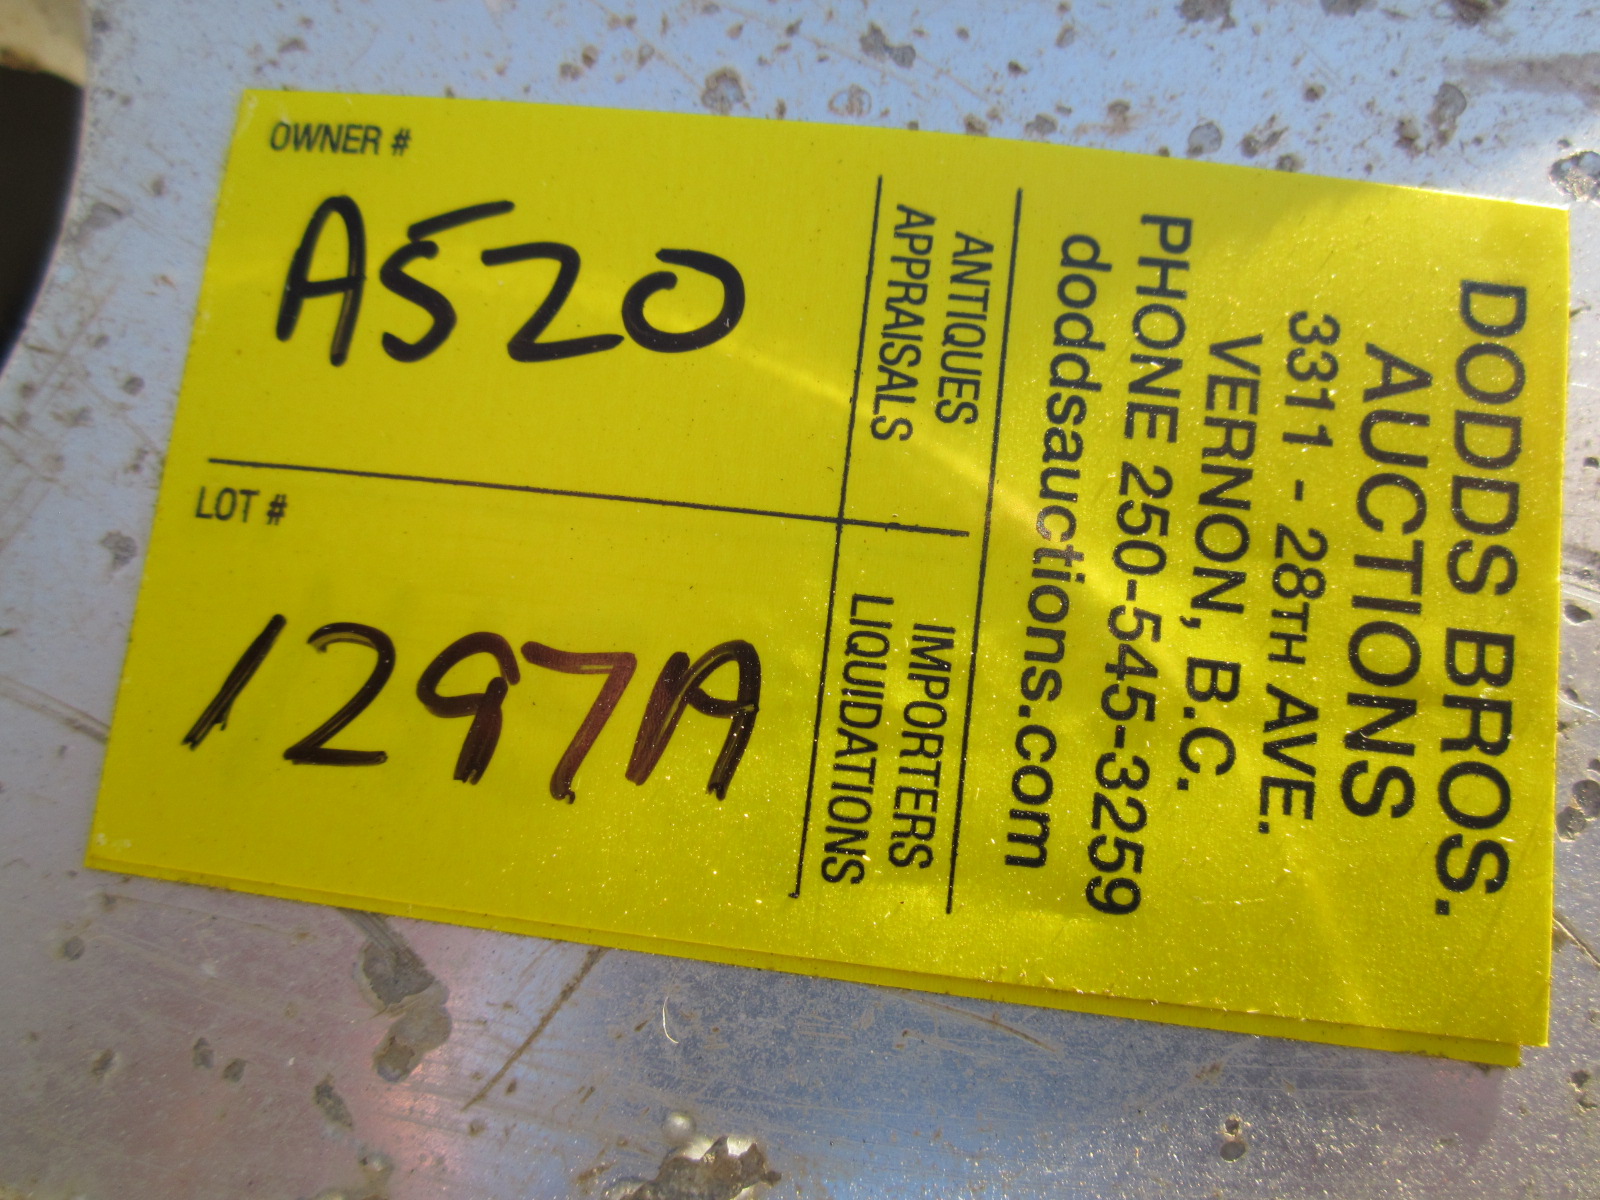 DODDS BROS.
AUCTIONS
3311 - 28TH AVE.
VERNON, B.C.
PHONE 250-545-3259
doddsauctions.com
ANTIQUES
APPRAISALS
IMPORTERS
LIQUIDATIONS
OWNER #
A520
LOT #
1297A